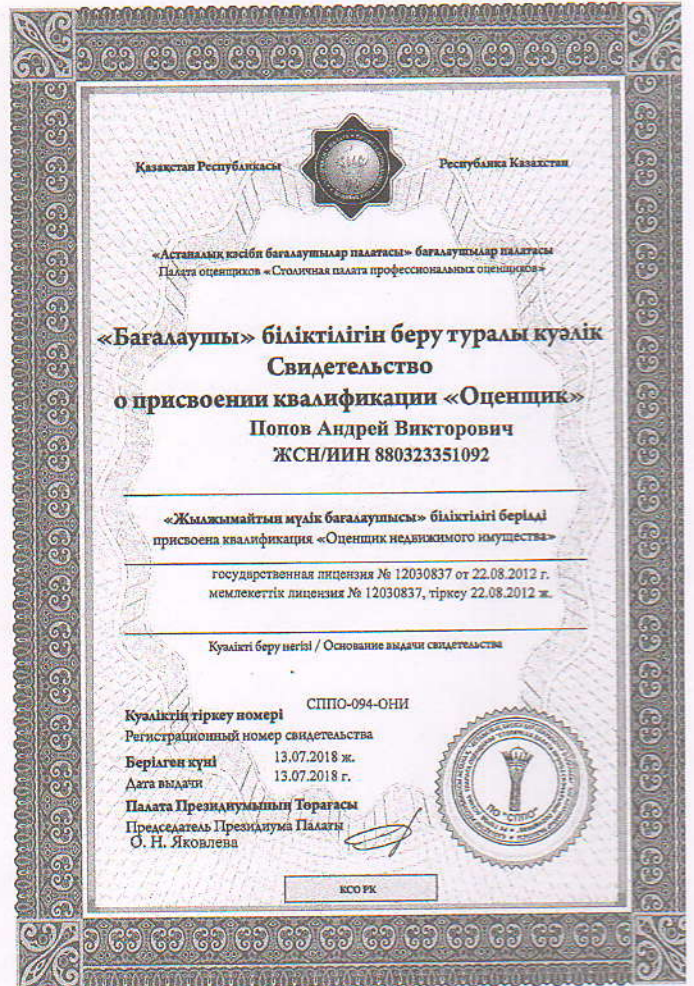 Қазақстан Республикасы
Республика Казахстан
«Астаналық кәсіби бағалаушылар палатасы» бағалаушылар палатасы
Палата оценщиков «Столичная палата профессиональных оценщиков»
«Бағалаушы» біліктілігін беру туралы куәлік
Свидетельство
о присвоении квалификации «Оценщик»
Попов Андрей Викторович
ЖСН/ИИН 880323351092
«Жылжымайтын мүлік бағалаушысы» біліктілігі берілді
присвоена квалификация «Оценщик недвижимого имущества»
государственная лицензия № 12030837 от 22.08.2012 г.
мемлекеттік лицензия № 12030837, тіркеу 22.08.2012 ж.
Куәлікті беру негізі / Основание выдачи свидетельства
СППО-094-ОНИ
Куәліктің тіркеу номері
Регистрационный номер свидетельства
Берілген күні 13.07.2018 ж.
Дата выдачи 13.07.2018 г.
Палата Президиумының Төрағасы
Председатель Президиума Палаты
О. Н. Яковлева
ПО "СППО"
КСО РК